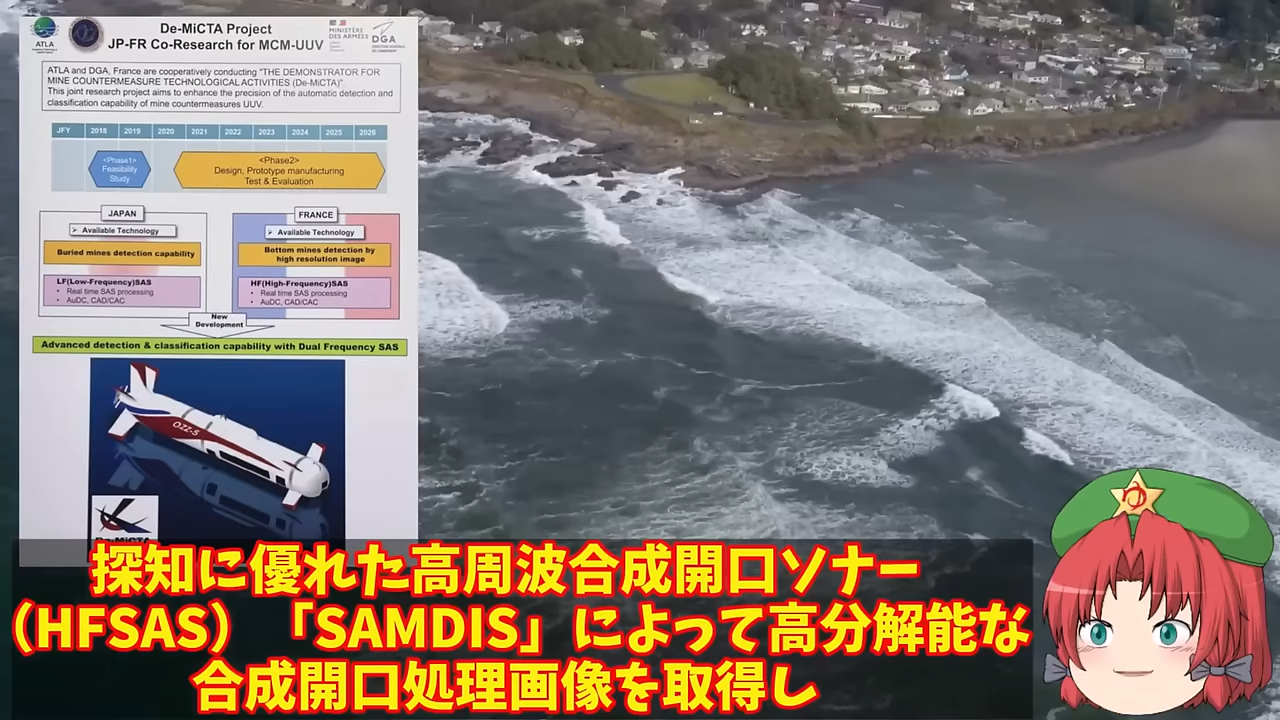 De-MiCTA Project
JP-FR Co-Research for MCM-UUV
ATLA
MINISTÈRE
DES ARMÉES
DGA
ATLA and DGA, France are cooperatively conducting "THE DEMONSTRATOR FOR
MINE COUNTERMEASURE TECHNOLOGICAL ACTIVITIES (De-MiCTA)"
This joint research project aims to enhance the precision of the automatic detection and
classification capability of mine countermeasures UUV.
JFY 2018 2019 2020 2021 2022 2023 2024 2025 2026
<Phase1>
Feasibility
Study
<Phase2>
Design, Prototype manufacturing
Test & Evaluation
JAPAN
Available Technology
Buried mines detection capability
LF(Low-Frequency)SAS
• Real time SAS processing
• AuDC, CAD/CAC
FRANCE
Available Technology
Bottom mines detection by
high resolution image
HF(High-Frequency)SAS
• Real time SAS processing
• AuDC, CAD/CAC
New
Development
Advanced detection & classification capability with Dual Frequency SAS
OZZ-5
De-MiCTA
探知に優れた高周波合成開口ソナー
（HFSAS）「SAMDIS」によって高分解能な
合成開口処理画像を取得し